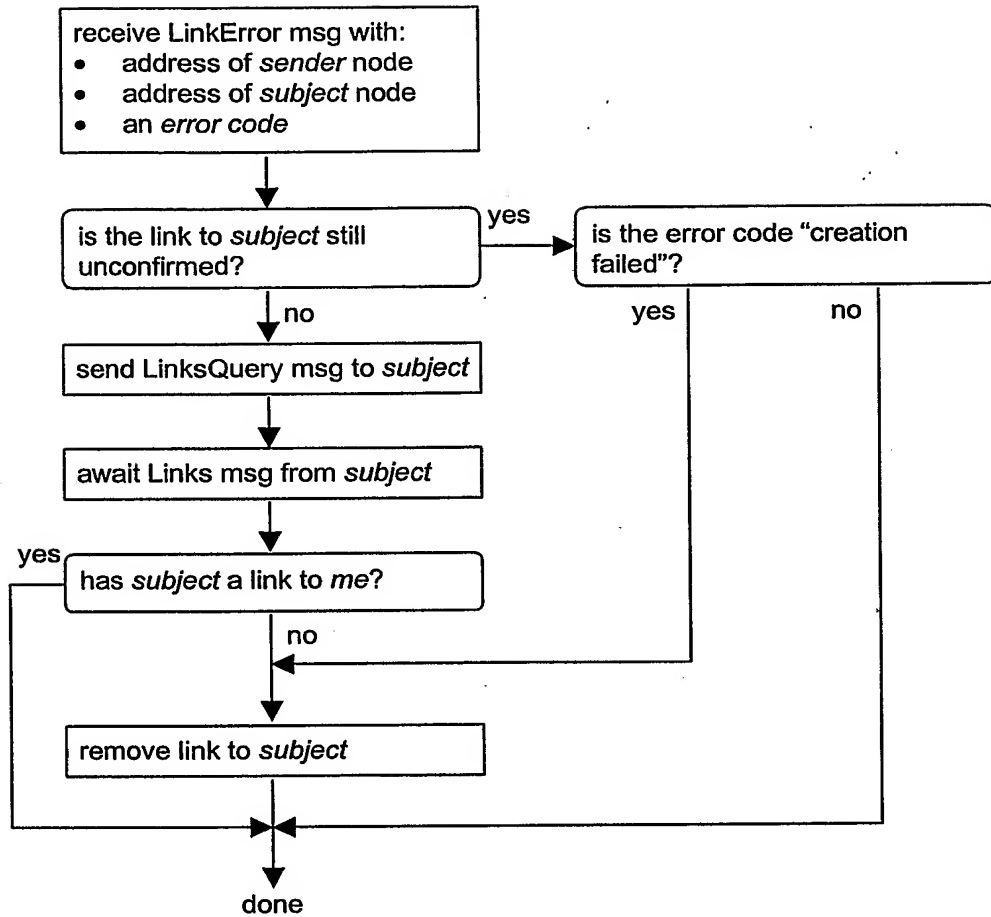 receive LinkError msg with:
• address of sender node
• address of subject node
• an error code
is the link to subject still
unconfirmed?
yes
is the error code “creation
failed”?
yes
no
no
send LinksQuery msg to subject
await Links msg from subject
yes
has subject a link to me?
no
remove link to subject
done